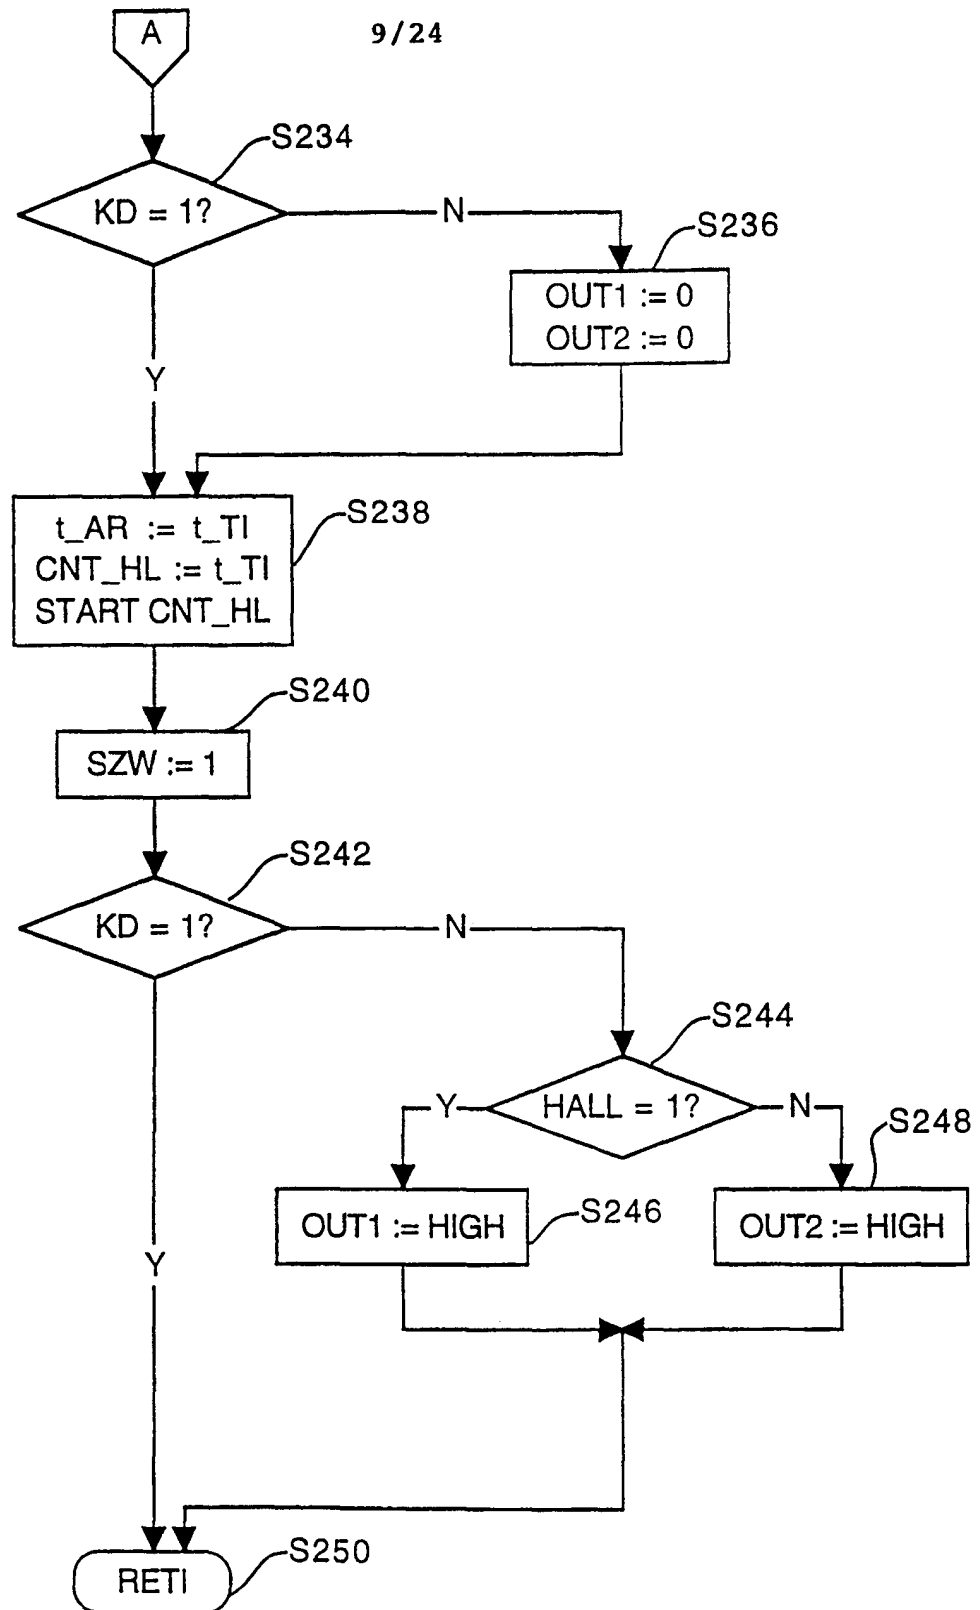 A
9/24
S234
KD = 1?
N
S236
OUT1 := 0
OUT2 := 0
Y
S238
t_AR := t_TI
CNT_HL := t_TI
START CNT_HL
S240
SZW := 1
S242
KD = 1?
N
S244
HALL = 1?
Y
N
S248
S246
OUT1 := HIGH
OUT2 := HIGH
Y
S250
RETI